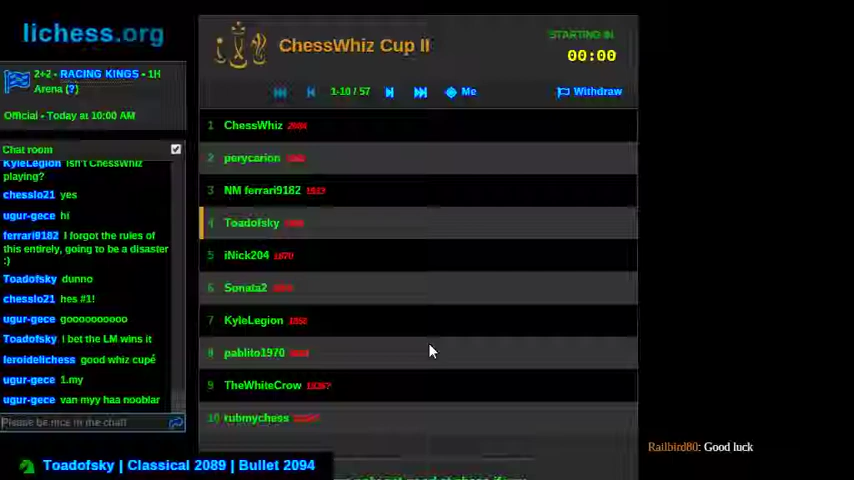 lichess.org
2+2 • RACING KINGS • 1H
Arena (?)
Official • Today at 10:00 AM
Chat room
KyleLegion Isn't ChessWhiz
playing?
chesslo21 yes
ugur-gece hi
ferrari9182 I forgot the rules of
this entirely, going to be a disaster
:)
Toadofsky dunno
chesslo21 hes #1!
ugur-gece goooooooooo
Toadofsky I bet the LM wins it
leroidelichess good whiz cupé
ugur-gece 1.my
ugur-gece van myy haa nooblar
Please be nice in the chat!
Toadofsky | Classical 2089 | Bullet 2094
ChessWhiz Cup II
STARTING IN
00:00
1-10 / 57
Me
Withdraw
1 ChessWhiz
2 perycarion
3 NM ferrari9182
4 Toadofsky
5 iNick204
6 Sonata2
7 KyleLegion
8 pablito1970
9 TheWhiteCrow
10 rubmychess
Railbird80: Good luck